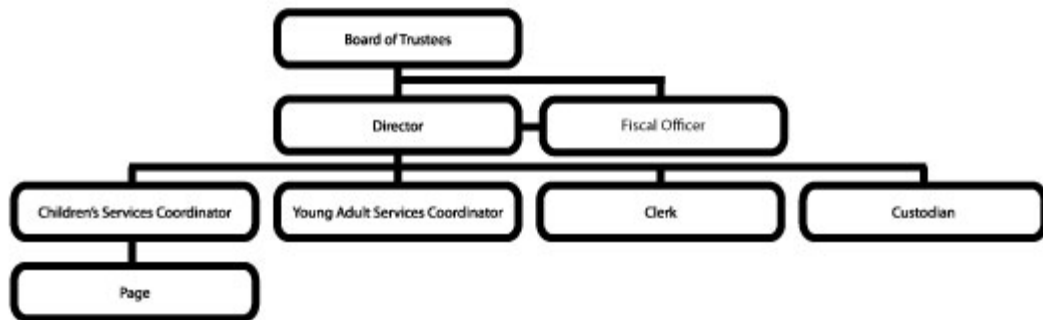 Board of Trustees
Director
Fiscal Officer
Children's Services Coordinator
Young Adult Services Coordinator
Clerk
Custodian
Page